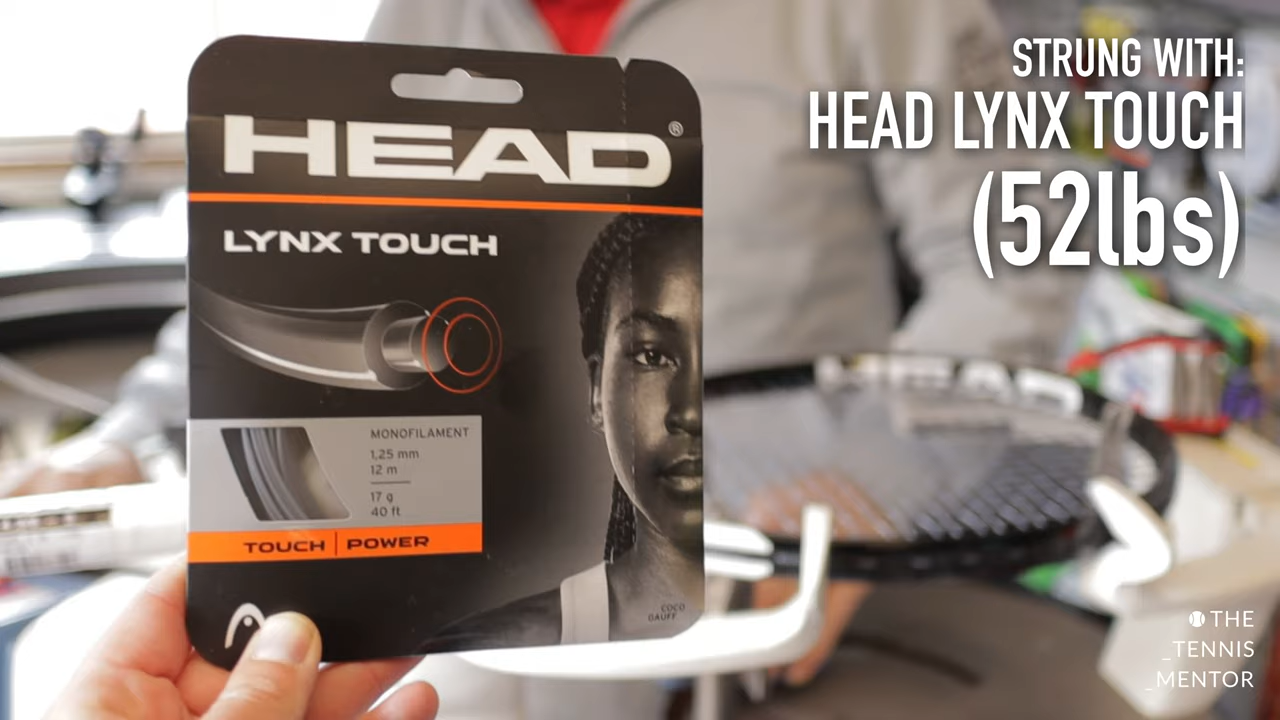 HEAD®
LYNX TOUCH
MONOFILAMENT
1,25 mm
12 m
17 g
40 ft
TOUCH | POWER
COCO
GAUFF
STRUNG WITH:
HEAD LYNX TOUCH
(52lbs)
HEAD
THE
_TENNIS
_MENTOR